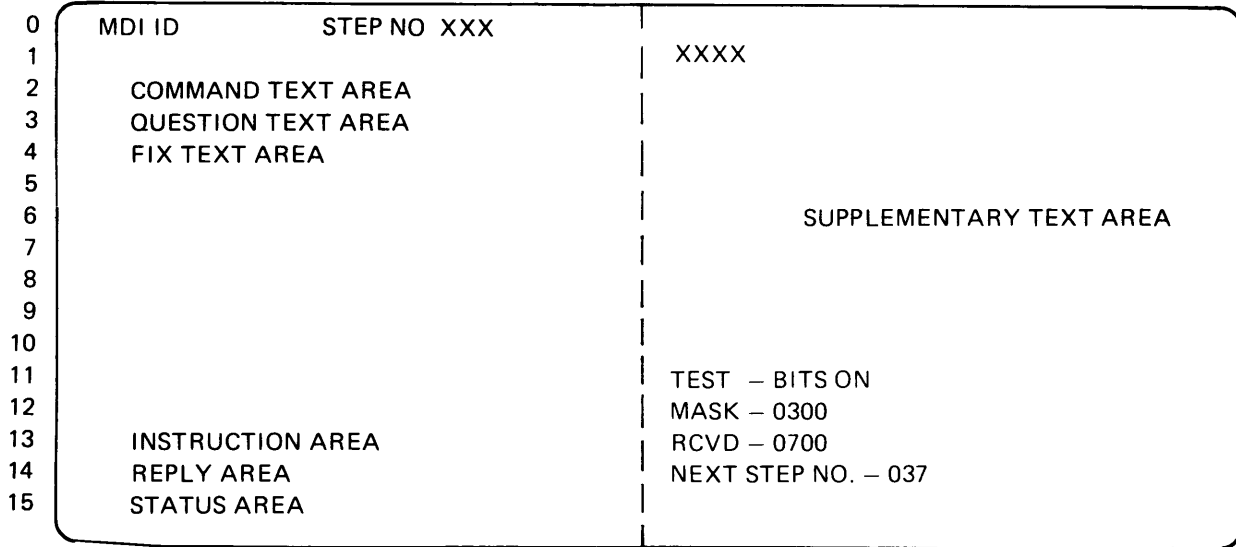 0 MDI ID STEP NO XXX
1 XXXX
2 COMMAND TEXT AREA
3 QUESTION TEXT AREA
4 FIX TEXT AREA
5
6 SUPPLEMENTARY TEXT AREA
7
8
9
10
11 TEST – BITS ON
12 MASK – 0300
13 INSTRUCTION AREA RCVD – 0700
14 REPLY AREA NEXT STEP NO. – 037
15 STATUS AREA